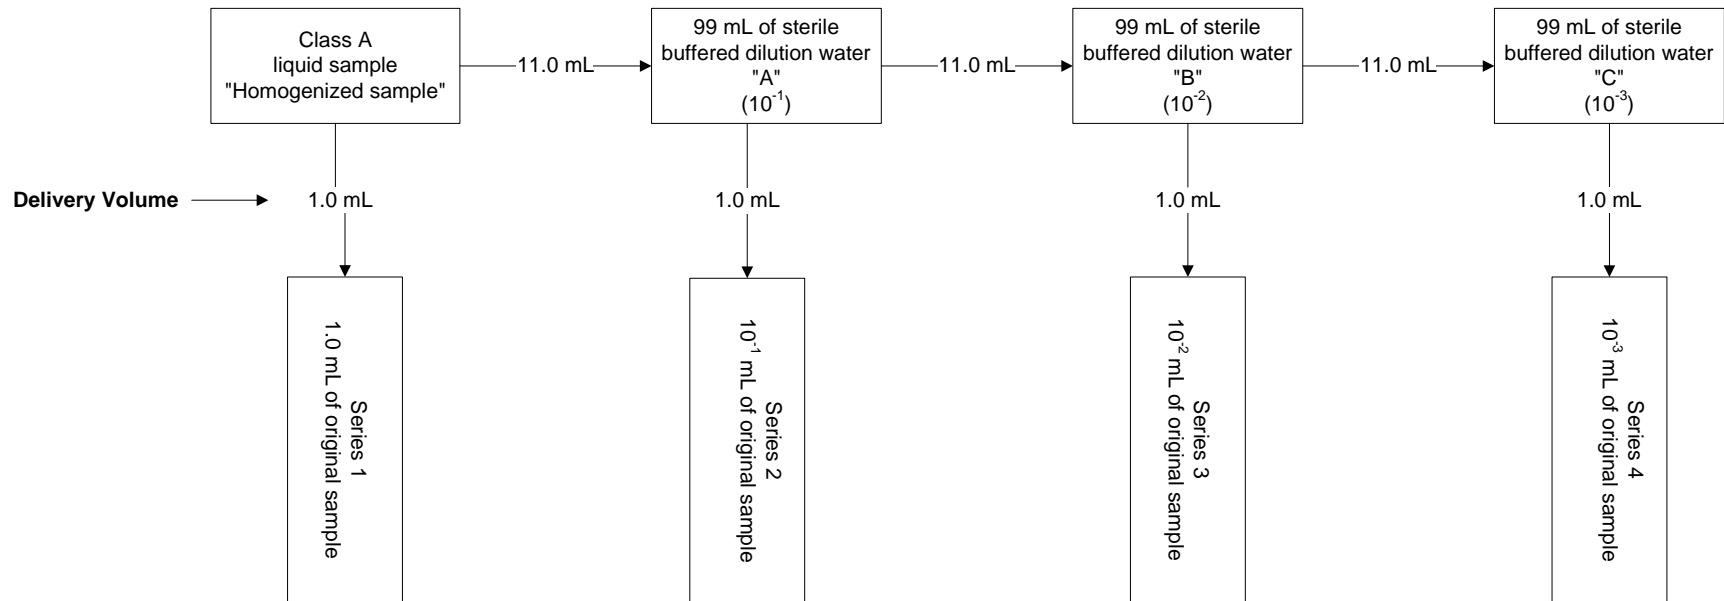 Class A
liquid sample
"Homogenized sample"
11.0 mL
99 mL of sterile
buffered dilution water
"A"
(10⁻¹)
11.0 mL
99 mL of sterile
buffered dilution water
"B"
(10⁻²)
11.0 mL
99 mL of sterile
buffered dilution water
"C"
(10⁻³)
Delivery Volume
1.0 mL
1.0 mL
1.0 mL
1.0 mL
Series 1
1.0 mL of original sample
Series 2
10⁻¹ mL of original sample
Series 3
10⁻² mL of original sample
Series 4
10⁻³ mL of original sample